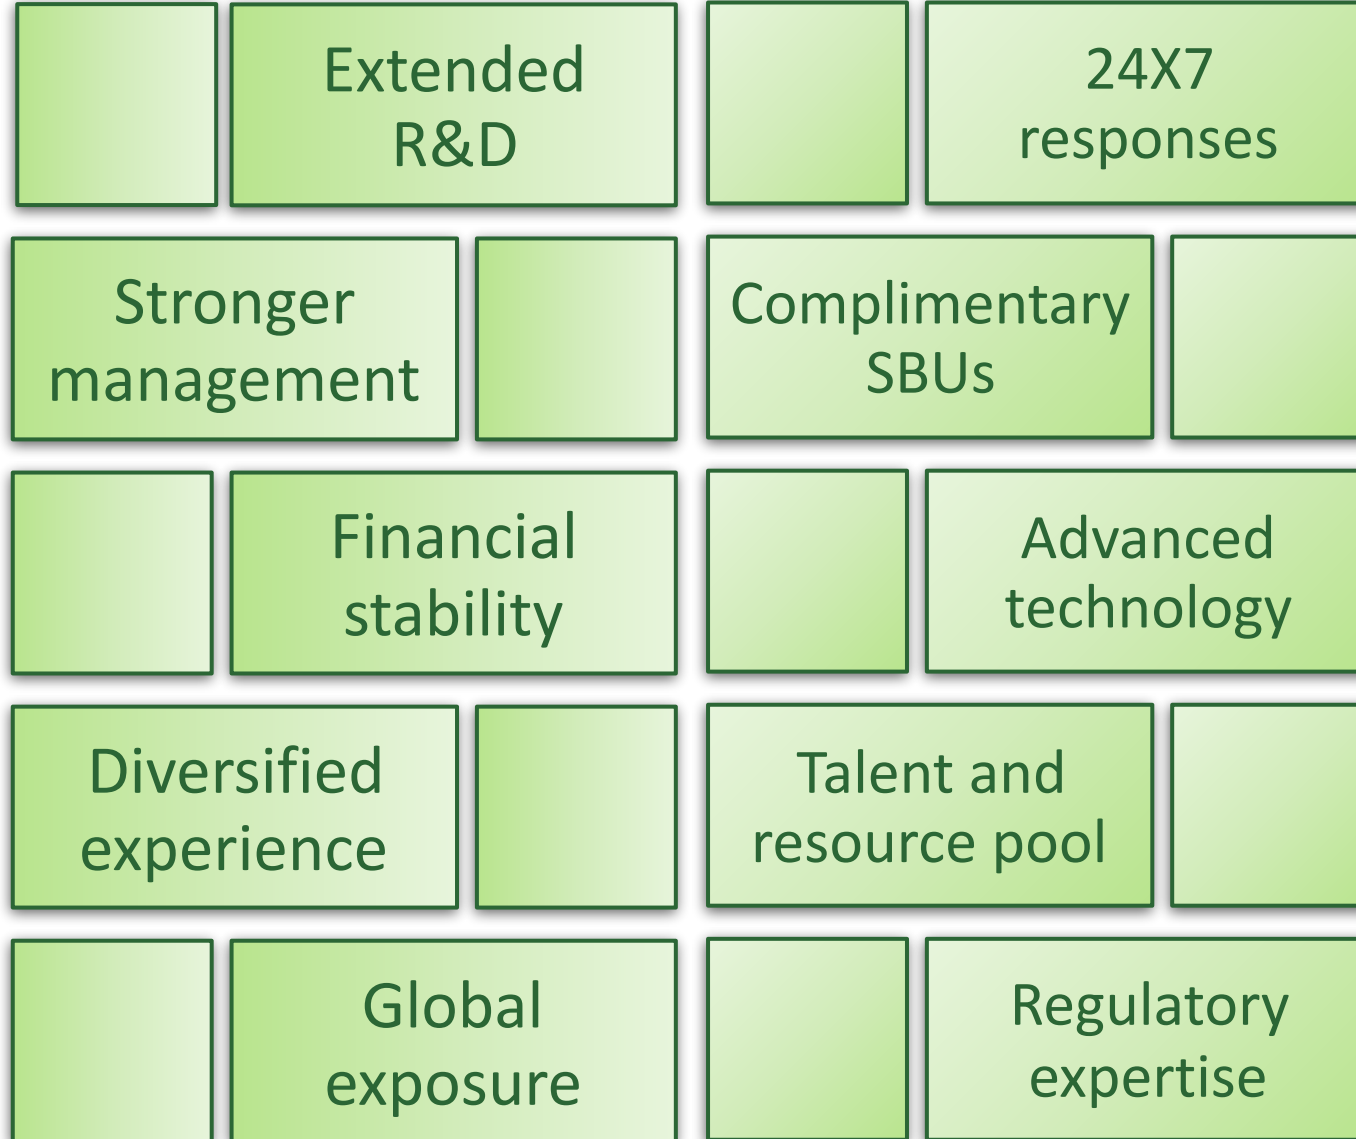 Extended
R&D
24X7
responses
Stronger
management
Complimentary
SBUs
Financial
stability
Advanced
technology
Diversified
experience
Talent and
resource pool
Global
exposure
Regulatory
expertise